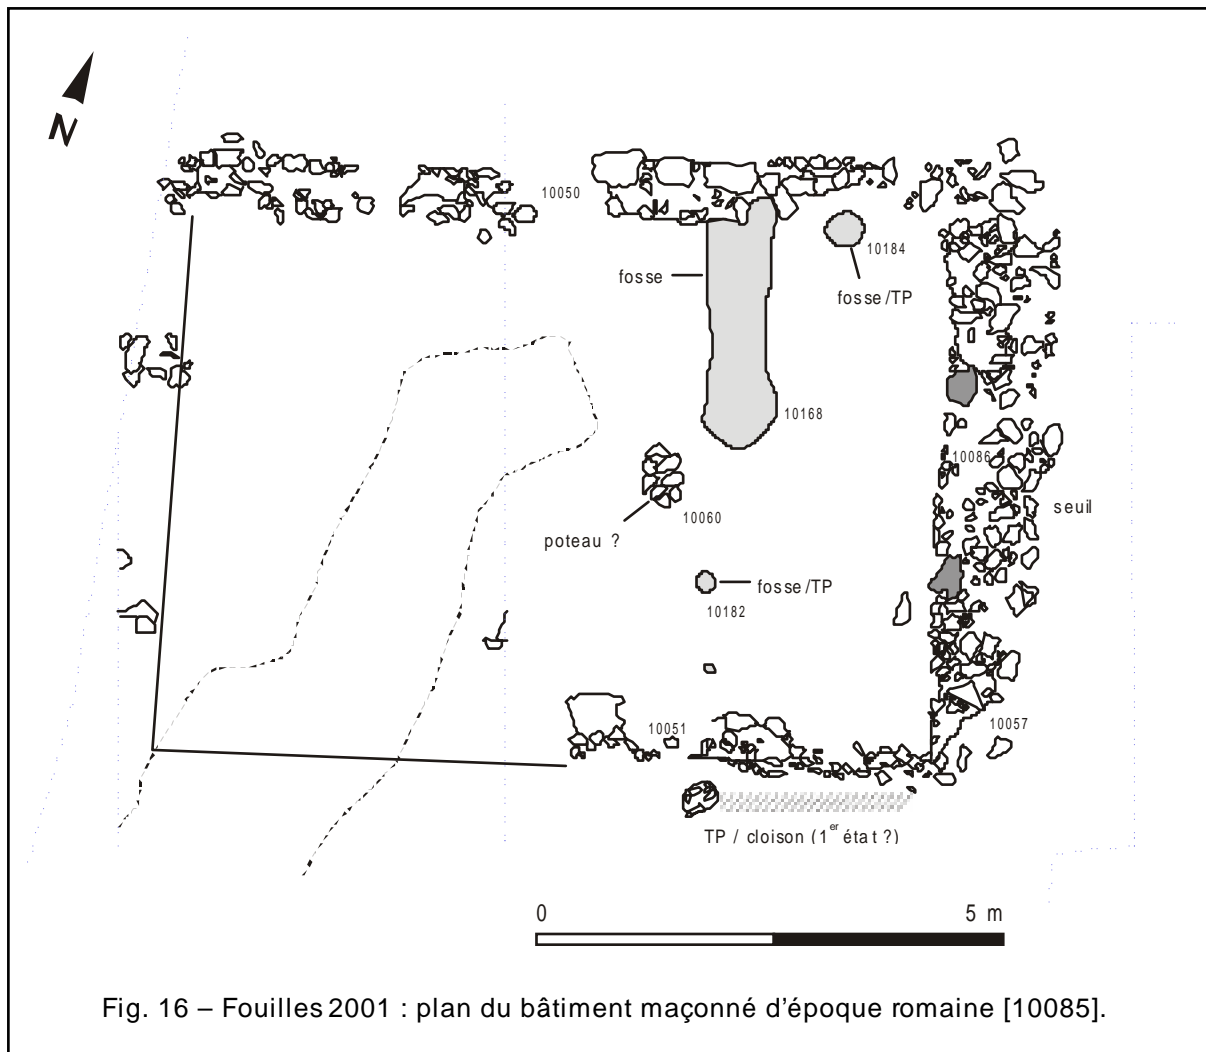 N
10050
10184
fosse
fosse/TP
10168
10086
seuil
10060
poteau ?
fosse/TP
10182
10051
10057
TP / cloison (1er état ?)
0 5 m
Fig. 16 – Fouilles 2001 : plan du bâtiment maçonné d'époque romaine [10085].